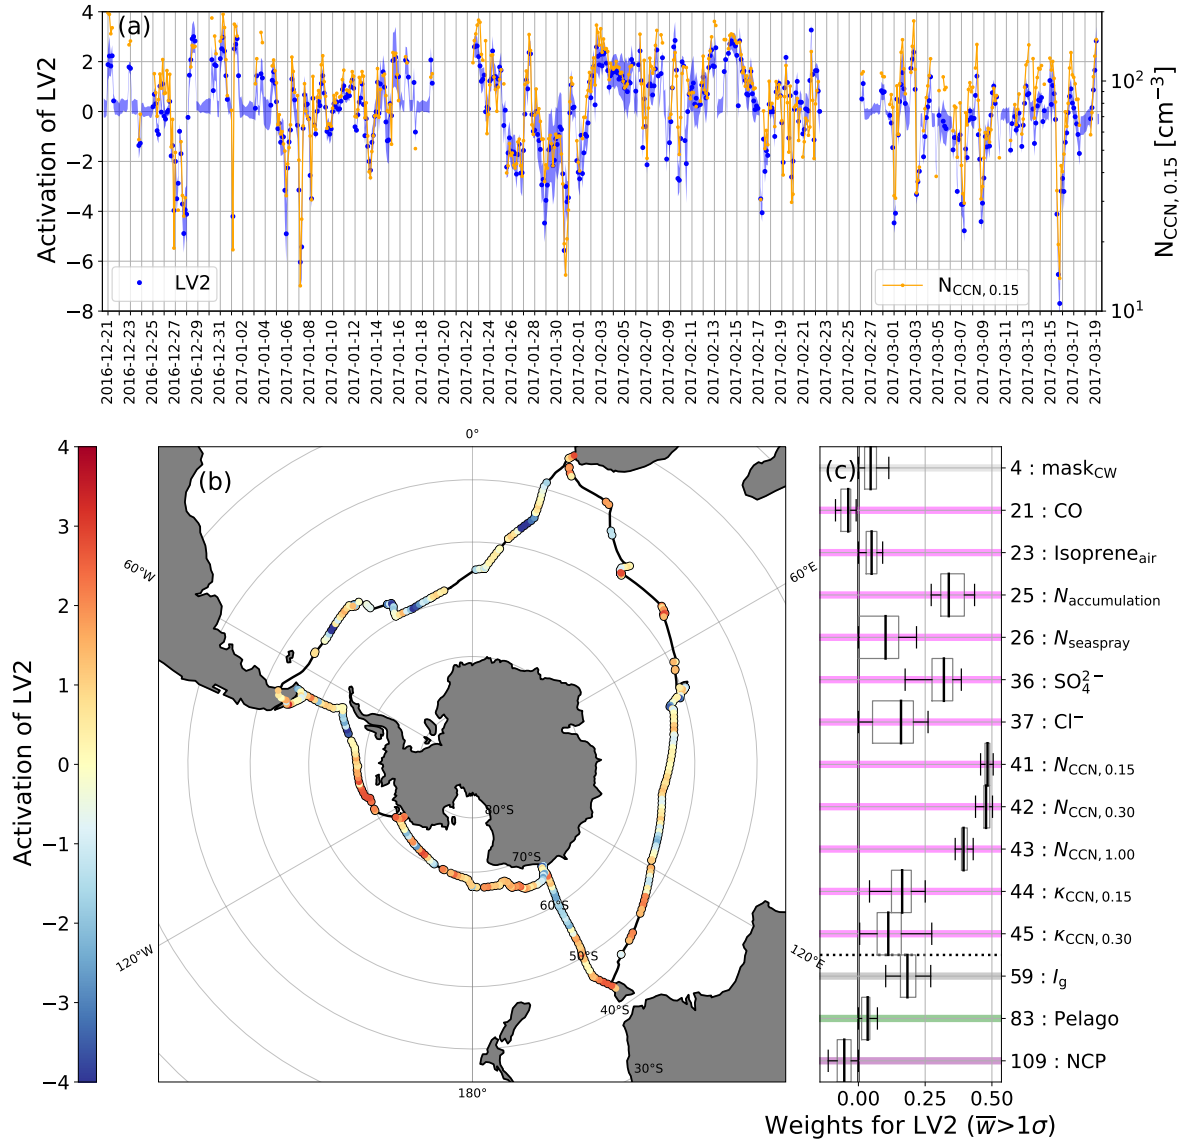 (a)
Activation of LV2
4
2
0
−2
−4
−6
−8
LV2
N_CCN, 0.15
10²
10¹
N_CCN, 0.15 [cm⁻³]
2016-12-21
2016-12-23
2016-12-25
2016-12-27
2016-12-29
2016-12-31
2017-01-02
2017-01-04
2017-01-06
2017-01-08
2017-01-10
2017-01-12
2017-01-14
2017-01-16
2017-01-18
2017-01-20
2017-01-22
2017-01-24
2017-01-26
2017-01-28
2017-01-30
2017-02-01
2017-02-03
2017-02-05
2017-02-07
2017-02-09
2017-02-11
2017-02-13
2017-02-15
2017-02-17
2017-02-19
2017-02-21
2017-02-23
2017-02-25
2017-02-27
2017-03-01
2017-03-03
2017-03-05
2017-03-07
2017-03-09
2017-03-11
2017-03-13
2017-03-15
2017-03-17
2017-03-19
Activation of LV2
4
3
2
1
0
−1
−2
−3
−4
(b)
0°
60°W
60°E
120°W
120°E
180°
80°S
70°S
60°S
50°S
40°S
30°S
(c)
4 : mask_CW
21 : CO
23 : Isoprene_air
25 : N_accumulation
26 : N_seaspray
36 : SO₄²⁻
37 : Cl⁻
41 : N_CCN, 0.15
42 : N_CCN, 0.30
43 : N_CCN, 1.00
44 : κ_CCN, 0.15
45 : κ_CCN, 0.30
59 : I_g
83 : Pelago
109 : NCP
0.00
0.25
0.50
Weights for LV2 (w̅>1σ)